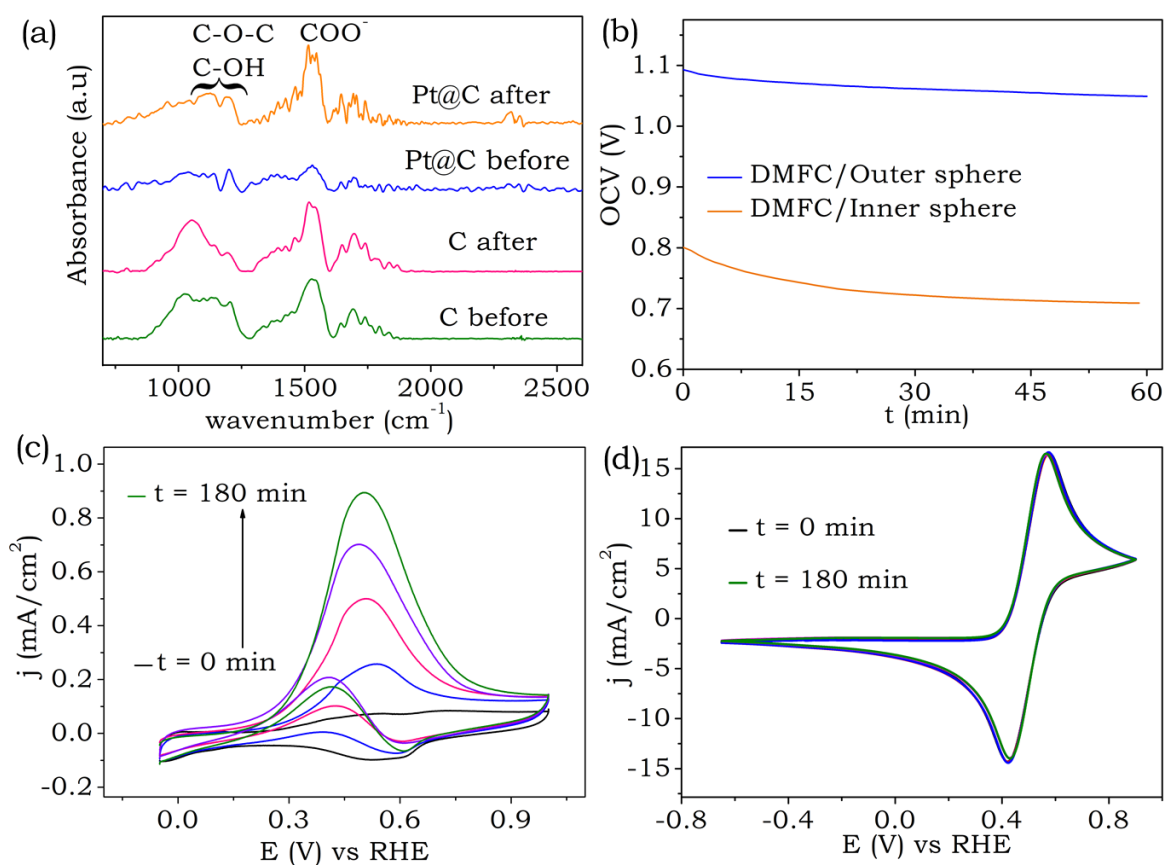 (a)
C-O-C COO⁻
C-OH
Pt@C after
Pt@C before
C after
C before
Absorbance (a.u)
1000 1500 2000 2500
wavenumber (cm⁻¹)
(b)
1.1
1.0
0.9
0.8
0.7
0.6
OCV (V)
DMFC/Outer sphere
DMFC/Inner sphere
0 15 30 45 60
t (min)
(c)
1.0
0.8
0.6
0.4
0.2
0.0
-0.2
j (mA/cm²)
t = 180 min
t = 0 min
0.0 0.3 0.6 0.9
E (V) vs RHE
(d)
15
10
5
0
-5
-10
-15
j (mA/cm²)
t = 0 min
t = 180 min
-0.8 -0.4 0.0 0.4 0.8
E (V) vs RHE